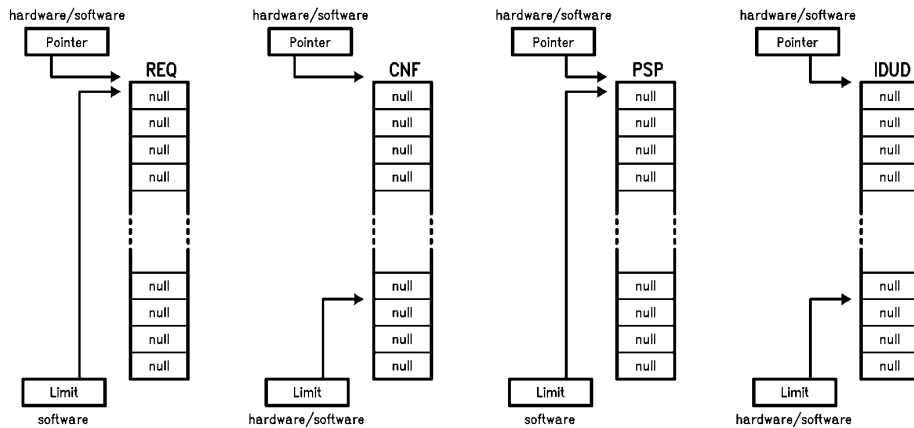 hardware/software hardware/software hardware/software hardware/software
Pointer Pointer Pointer Pointer
REQ CNF PSP IDUD
null null null null
null null null null
null null null null
null null null null
null null null null
null null null null
null null null null
null null null null
Limit Limit Limit Limit
software hardware/software software hardware/software